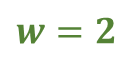 w = 2